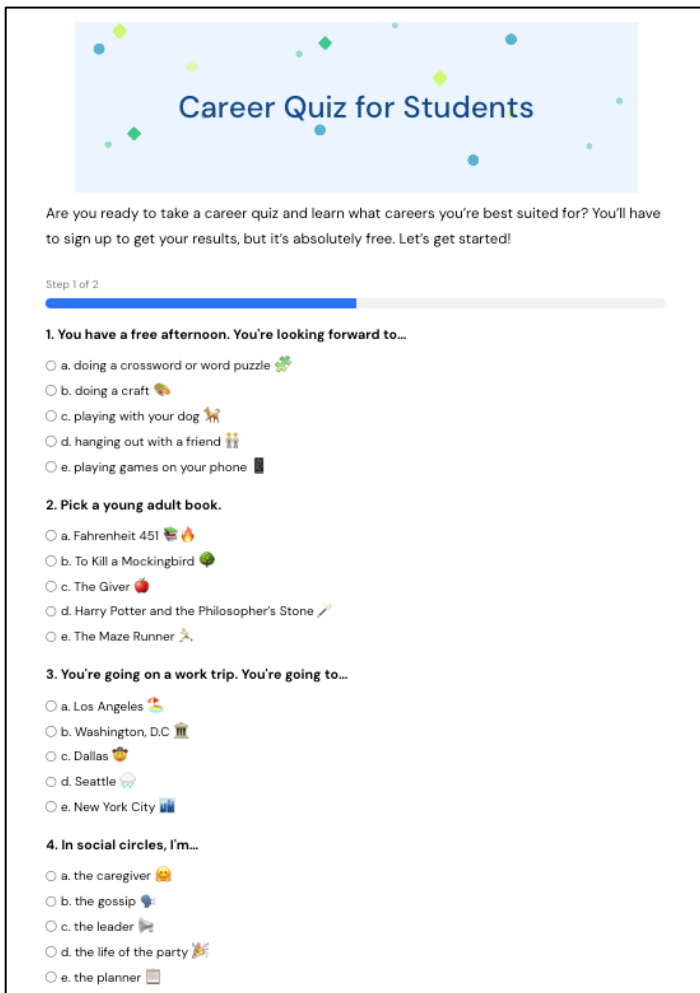 Career Quiz for Students
Are you ready to take a career quiz and learn what careers you're best suited for? You'll have
to sign up to get your results, but it's absolutely free. Let's get started!
Step 1 of 2
1. You have a free afternoon. You're looking forward to...
a. doing a crossword or word puzzle
b. doing a craft
c. playing with your dog
d. hanging out with a friend
e. playing games on your phone
2. Pick a young adult book.
a. Fahrenheit 451
b. To Kill a Mockingbird
c. The Giver
d. Harry Potter and the Philosopher's Stone
e. The Maze Runner
3. You're going on a work trip. You're going to...
a. Los Angeles
b. Washington, D.C
c. Dallas
d. Seattle
e. New York City
4. In social circles, I'm...
a. the caregiver
b. the gossip
c. the leader
d. the life of the party
e. the planner